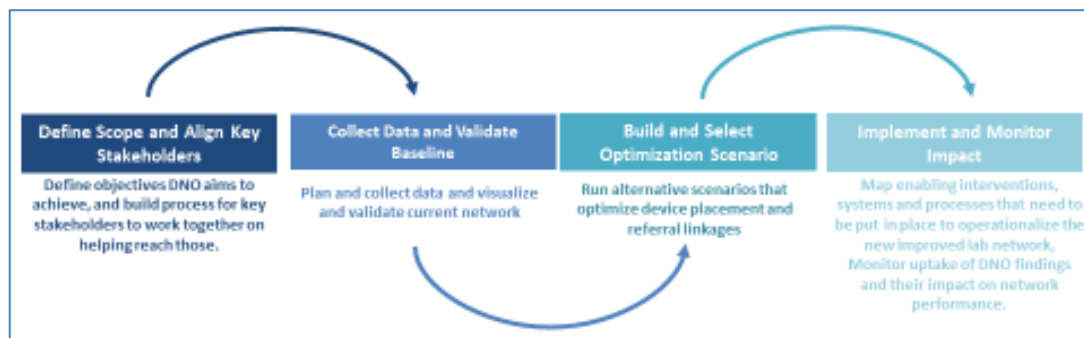 Define Scope and Align Key
Stakeholders
Define objectives DNO aims to
achieve, and build process for key
stakeholders to work together on
helping reach those.
Collect Data and Validate
Baseline
Plan and collect data and visualize
and validate current network
Build and Select
Optimization Scenario
Run alternative scenarios that
optimize device placement and
referral linkages
Implement and Monitor
Impact
Map enabling interventions,
systems and processes that need to
be put in place to operationalize the
new improved lab network,
Monitor uptake of DNO findings
and their impact on network
performance.